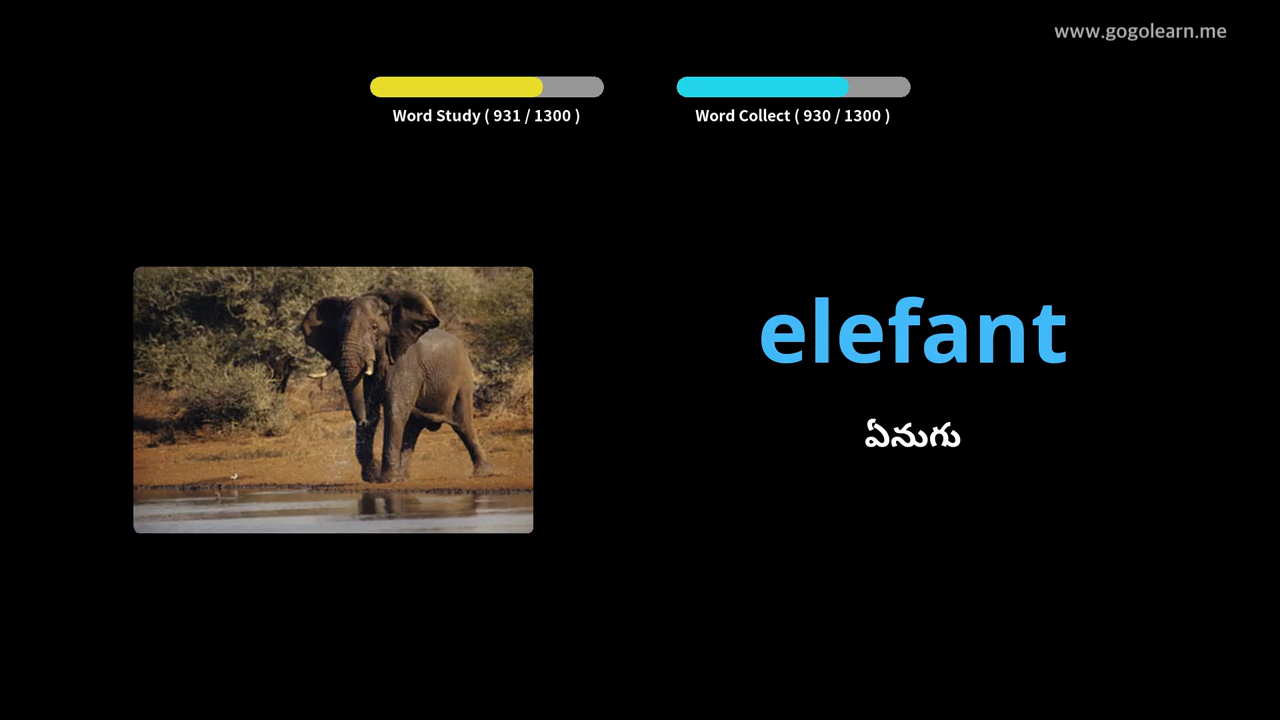 www.gogolearn.me
Word Study ( 931 / 1300 )
Word Collect ( 930 / 1300 )
elefant
ఏనుగు